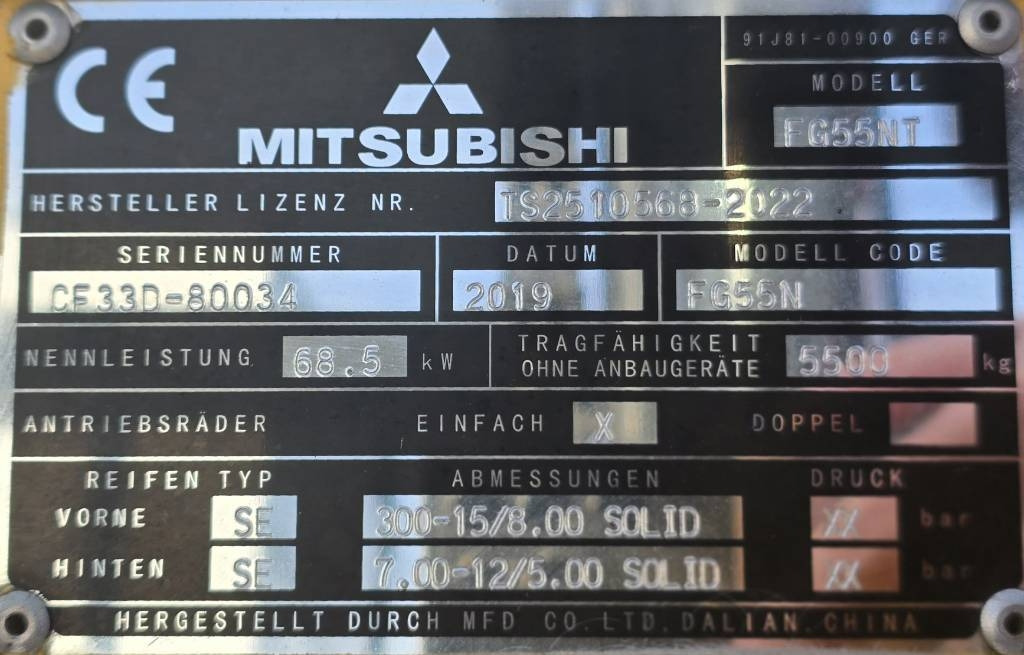 91J81-00900 GER
CE
MITSUBISHI
MODELL
FG55NT
HERSTELLER LIZENZ NR. TS2510568-2022
SERIENNUMMER DATUM MODELL CODE
CF33D-80034 2019 FG55N
NENNLEISTUNG 68.5 kW TRAGFÄHIGKEIT OHNE ANBAUGERÄTE 5500 kg
ANTRIEBSRÄDER EINFACH X DOPPEL
REIFEN TYP ABMESSUNGEN DRUCK
VORNE SE 300-15/8.00 SOLID XX bar
HINTEN SE 7.00-12/5.00 SOLID XX bar
HERGESTELLT DURCH MFD CO.LTD.DALIAN.CHINA